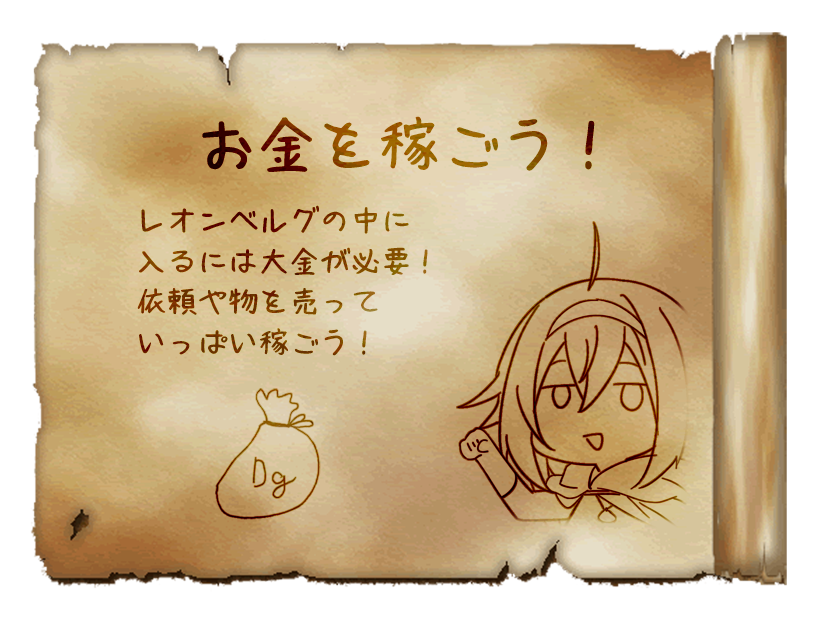 お金を稼ごう！
レオンベルグの中に
入るには大金が必要！
依頼や物を売って
いっぱい稼ごう！
Dg